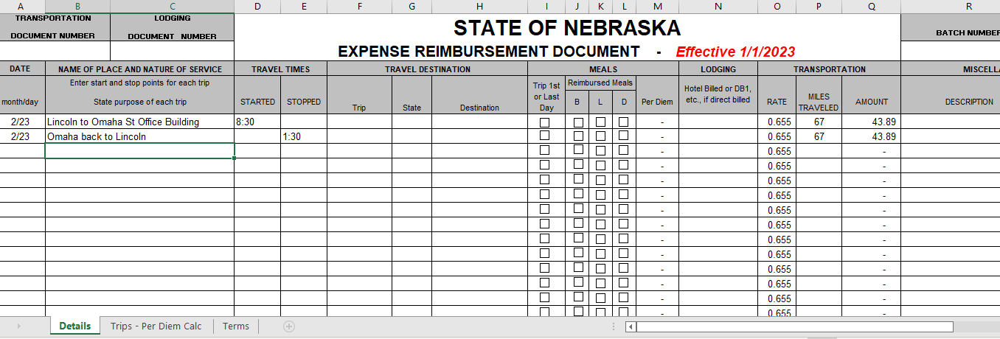 A B C D E F G H I J K L M N O P Q R
TRANSPORTATION LODGING STATE OF NEBRASKA
DOCUMENT NUMBER DOCUMENT NUMBER BATCH NUMBER
EXPENSE REIMBURSEMENT DOCUMENT - Effective 1/1/2023
DATE NAME OF PLACE AND NATURE OF SERVICE TRAVEL TIMES TRAVEL DESTINATION MEALS LODGING TRANSPORTATION MISCELLA
Enter start and stop points for each trip Trip 1st Reimbursed Meals Hotel Billed or DB1,
month/day State purpose of each trip STARTED STOPPED Trip State Destination or Last Day B L D Per Diem etc., if direct billed RATE MILES TRAVELED AMOUNT DESCRIPTION
2/23 Lincoln to Omaha St Office Building 8:30 - 0.655 67 43.89
2/23 Omaha back to Lincoln 1:30 - 0.655 67 43.89
- 0.655 -
- 0.655 -
- 0.655 -
- 0.655 -
- 0.655 -
- 0.655 -
- 0.655 -
- 0.655 -
- 0.655 -
- 0.655 -
- 0.655 -
- 0.655
Details Trips - Per Diem Calc Terms